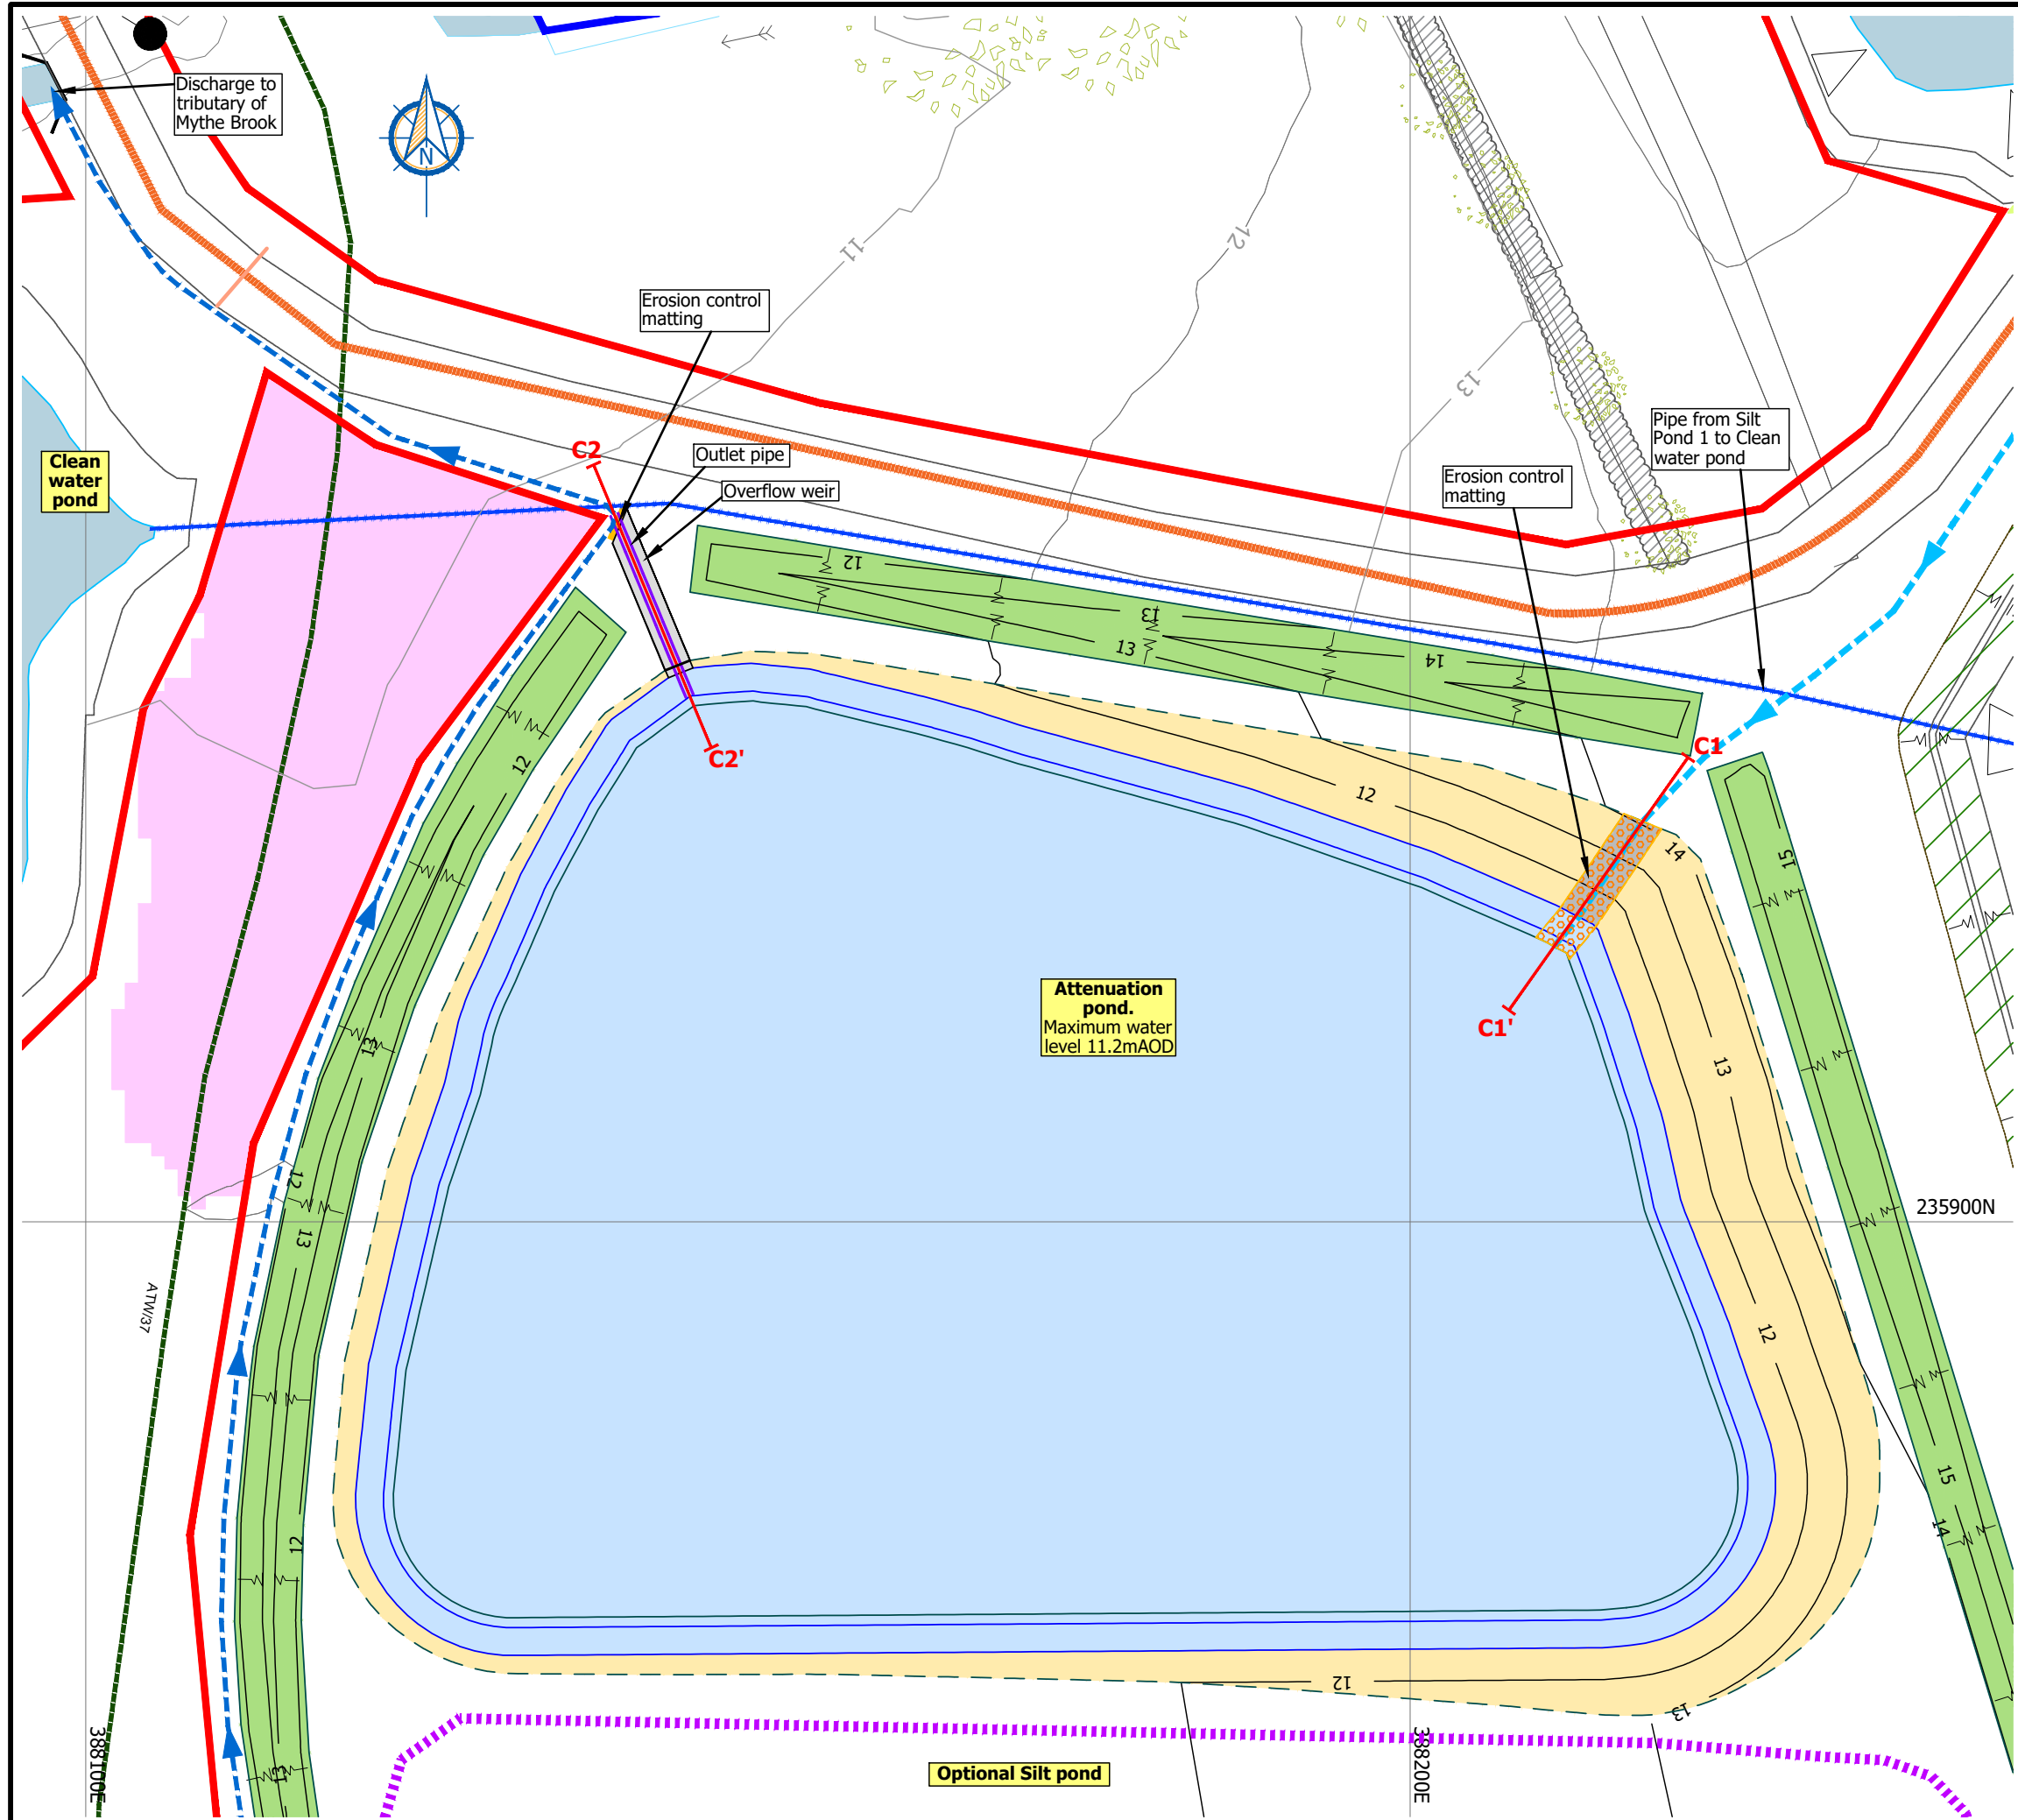 Discharge to
tributary of
Mythe Brook
N
11
12
13
Erosion control
matting
C2
Outlet pipe
Overflow weir
Clean
water
pond
Pipe from Silt
Pond 1 to Clean
water pond
Erosion control
matting
12
13
13
14
C1
C2'
12
12
14
15
Attenuation
pond.
Maximum water
level 11.2mAOD
C1'
13
13
12
13
235900N
ATW/37
12
12
15
14
12
13
388100E
388200E
13
Optional Silt pond